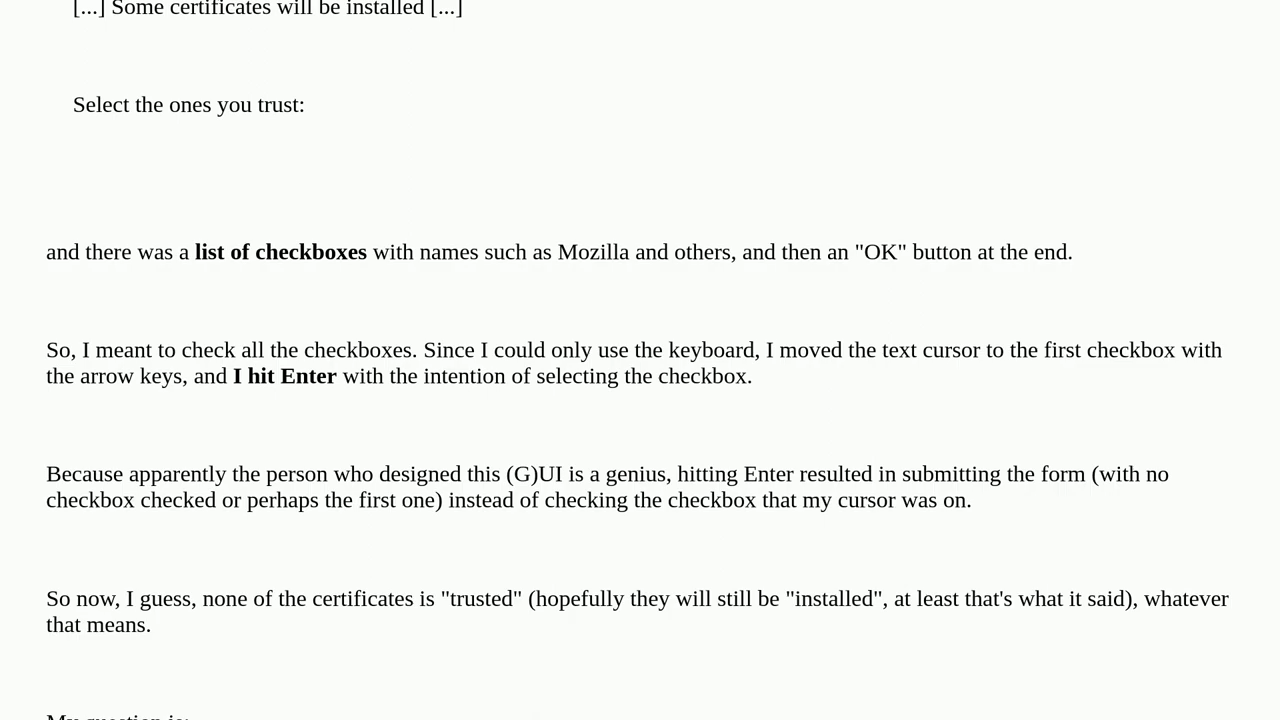 [...] Some certificates will be installed [...]
Select the ones you trust:
and there was a list of checkboxes with names such as Mozilla and others, and then an "OK" button at the end.
So, I meant to check all the checkboxes. Since I could only use the keyboard, I moved the text cursor to the first checkbox with
the arrow keys, and I hit Enter with the intention of selecting the checkbox.
Because apparently the person who designed this (G)UI is a genius, hitting Enter resulted in submitting the form (with no
checkbox checked or perhaps the first one) instead of checking the checkbox that my cursor was on.
So now, I guess, none of the certificates is "trusted" (hopefully they will still be "installed", at least that's what it said), whatever
that means.
My question is: